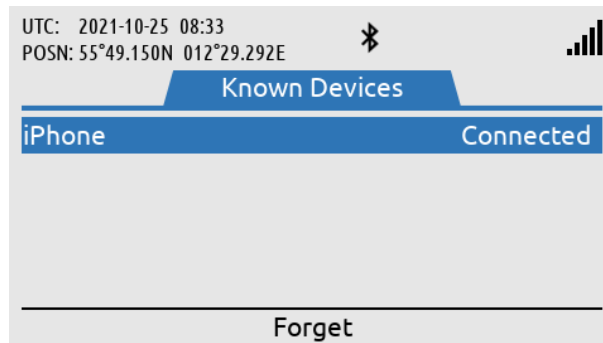 UTC: 2021-10-25 08:33
POSN: 55°49.150N 012°29.292E
Known Devices
iPhone Connected
Forget